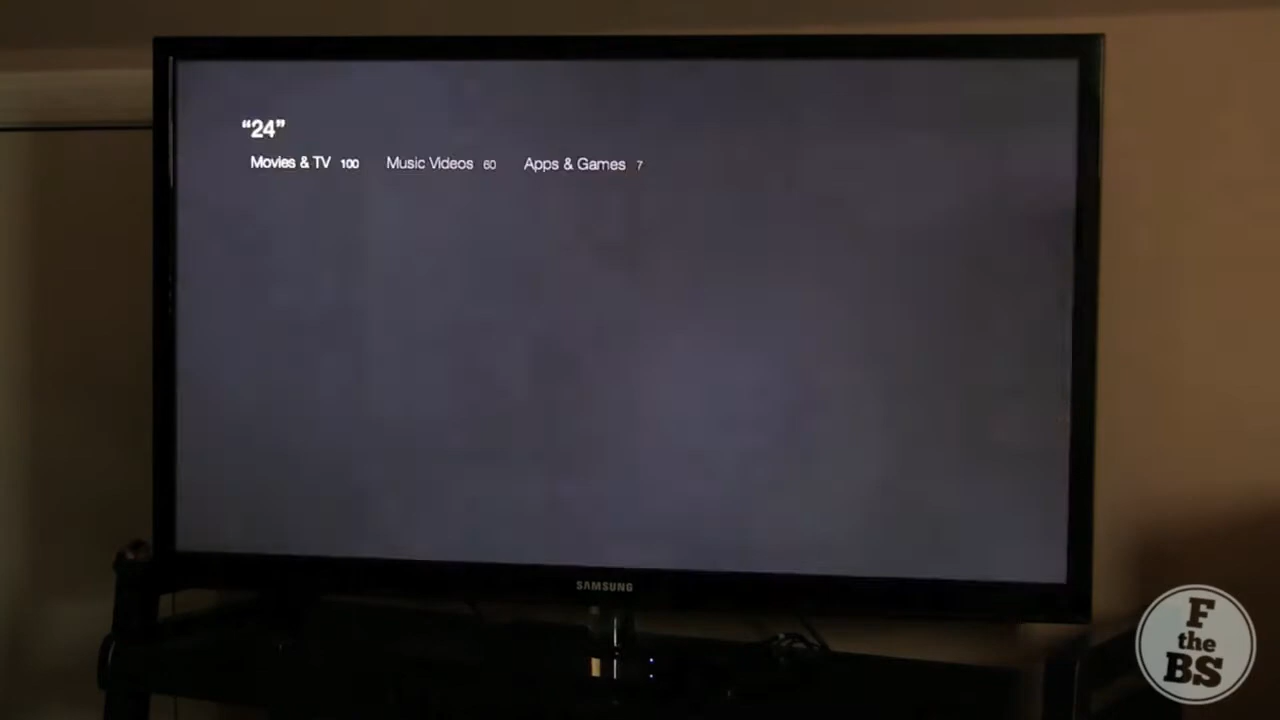 “24”
Movies & TV 100 Music Videos 60 Apps & Games 7
SAMSUNG
F
the
BS